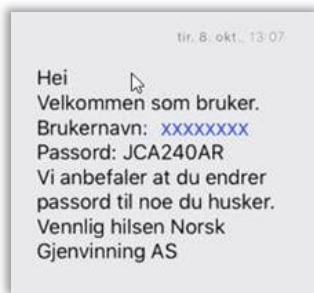 tir. 8. okt., 13:07
Hei
Velkommen som bruker.
Brukernavn: xxxxxxxx
Passord: JCA240AR
Vi anbefaler at du endrer
passord til noe du husker.
Vennlig hilsen Norsk
Gjenvinning AS